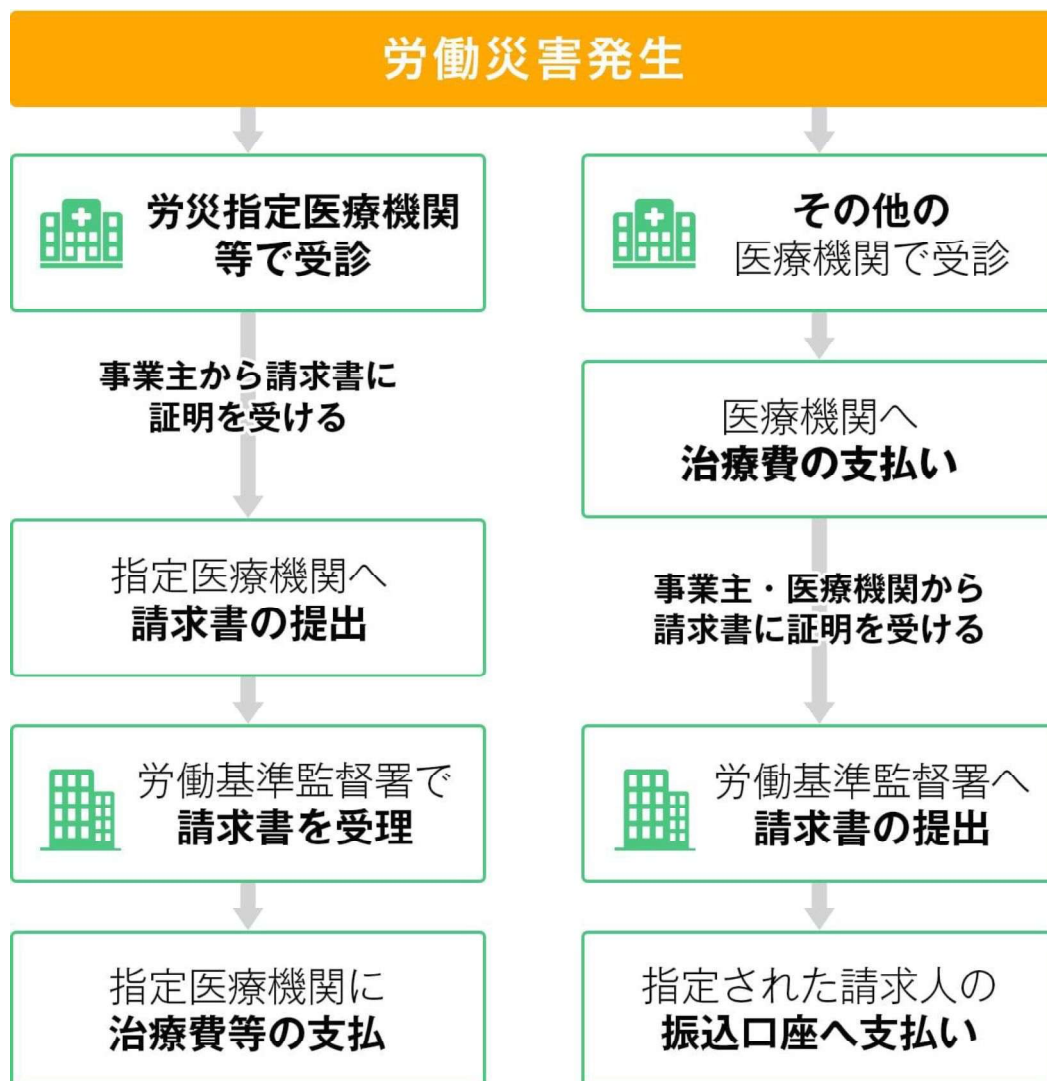 労働災害発生
労災指定医療機関
等で受診
事業主から請求書に
証明を受ける
指定医療機関へ
請求書の提出
労働基準監督署で
請求書を受理
指定医療機関に
治療費等の支払
その他の
医療機関で受診
医療機関へ
治療費の支払い
事業主・医療機関から
請求書に証明を受ける
労働基準監督署へ
請求書の提出
指定された請求人の
振込口座へ支払い